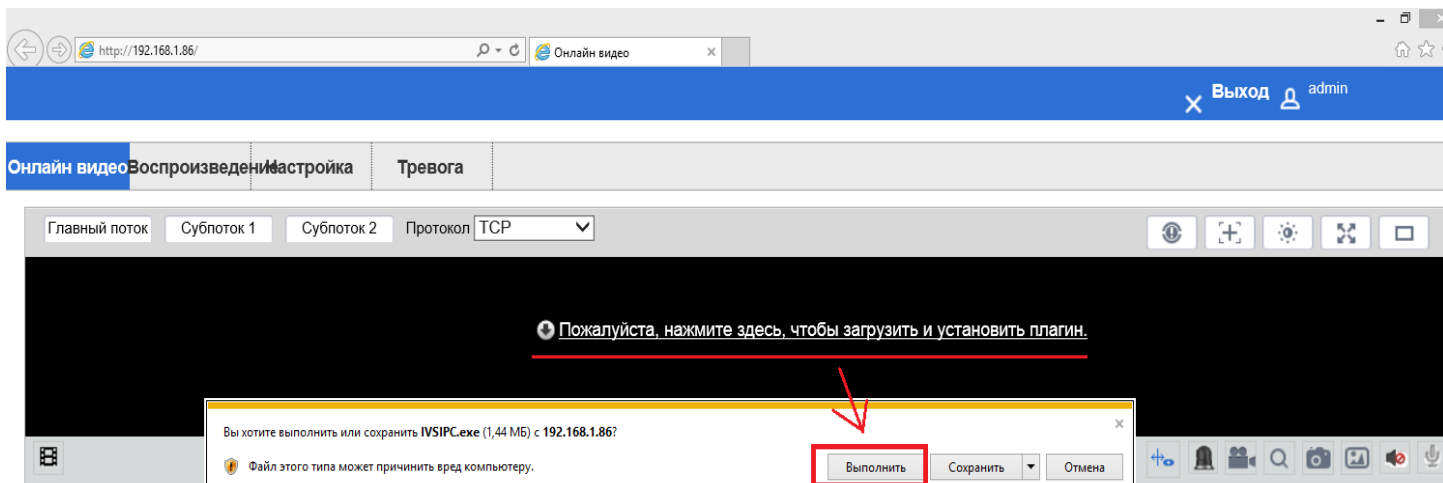 http://192.168.1.86/ Онлайн видео
Выход admin
Онлайн видео Воспроизведение Настройка Тревога
Главный поток Субпоток 1 Субпоток 2 Протокол TCP
Пожалуйста, нажмите здесь, чтобы загрузить и установить плагин.
Вы хотите выполнить или сохранить IVSIPC.exe (1,44 МБ) с 192.168.1.86?
Файл этого типа может причинить вред компьютеру. Выполнить Сохранить Отмена